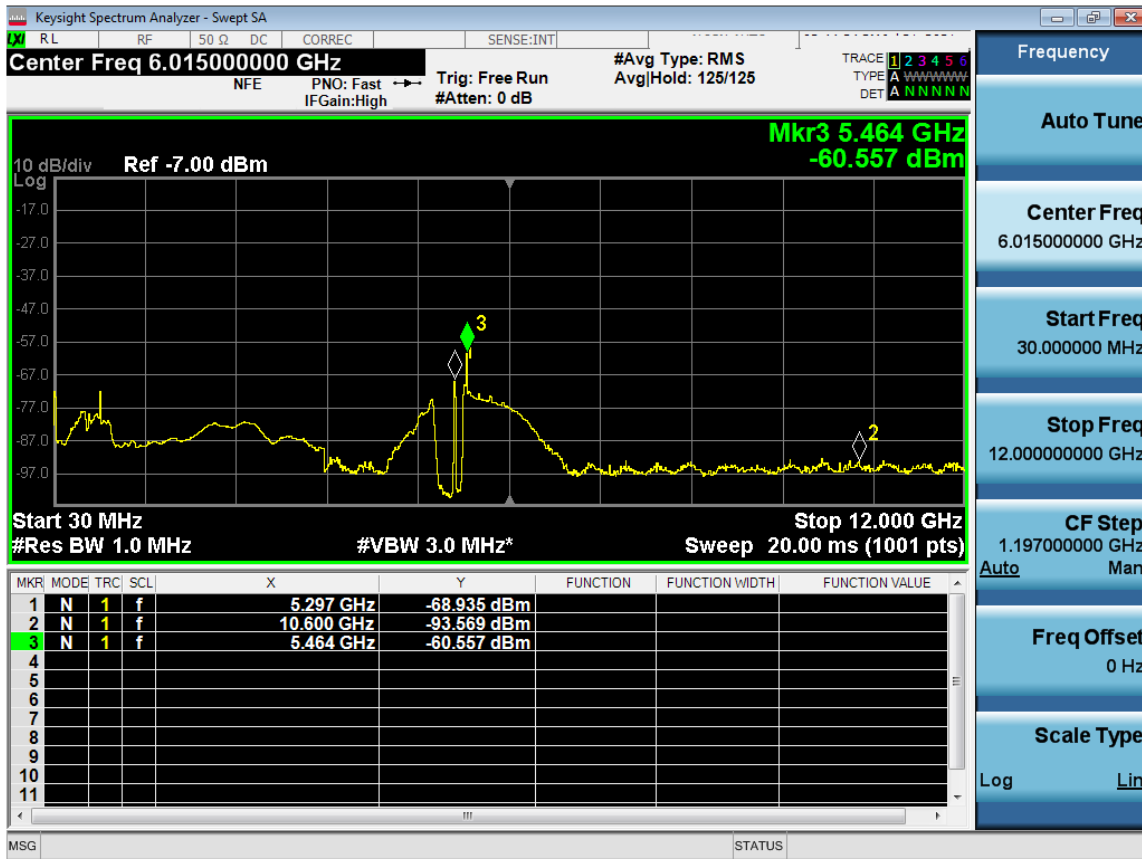 Keysight Spectrum Analyzer - Swept SA
LXI RL RF 50 Ω DC CORREC SENSE:INT
Center Freq 6.015000000 GHz
NFE PNO: Fast IFGain:High
Trig: Free Run
#Atten: 0 dB
#Avg Type: RMS
Avg|Hold: 125/125
TRACE 1 2 3 4 5 6
TYPE A WWWWW
DET A N N N N N
Mkr3 5.464 GHz
-60.557 dBm
10 dB/div Ref -7.00 dBm
Log
-17.0
-27.0
-37.0
-47.0
3
-57.0
-67.0
-77.0
-87.0
2
-97.0
Start 30 MHz Stop 12.000 GHz
#Res BW 1.0 MHz #VBW 3.0 MHz* Sweep 20.00 ms (1001 pts)
MKR MODE TRC SCL X Y FUNCTION FUNCTION WIDTH FUNCTION VALUE
1 N 1 f 5.297 GHz -68.935 dBm
2 N 1 f 10.600 GHz -93.569 dBm
3 N 1 f 5.464 GHz -60.557 dBm
4
5
6
7
8
9
10
11
MSG STATUS
Frequency
Auto Tune
Center Freq
6.015000000 GHz
Start Freq
30.000000 MHz
Stop Freq
12.000000000 GHz
CF Step
1.197000000 GHz
Auto Man
Freq Offset
0 Hz
Scale Type
Log Lin